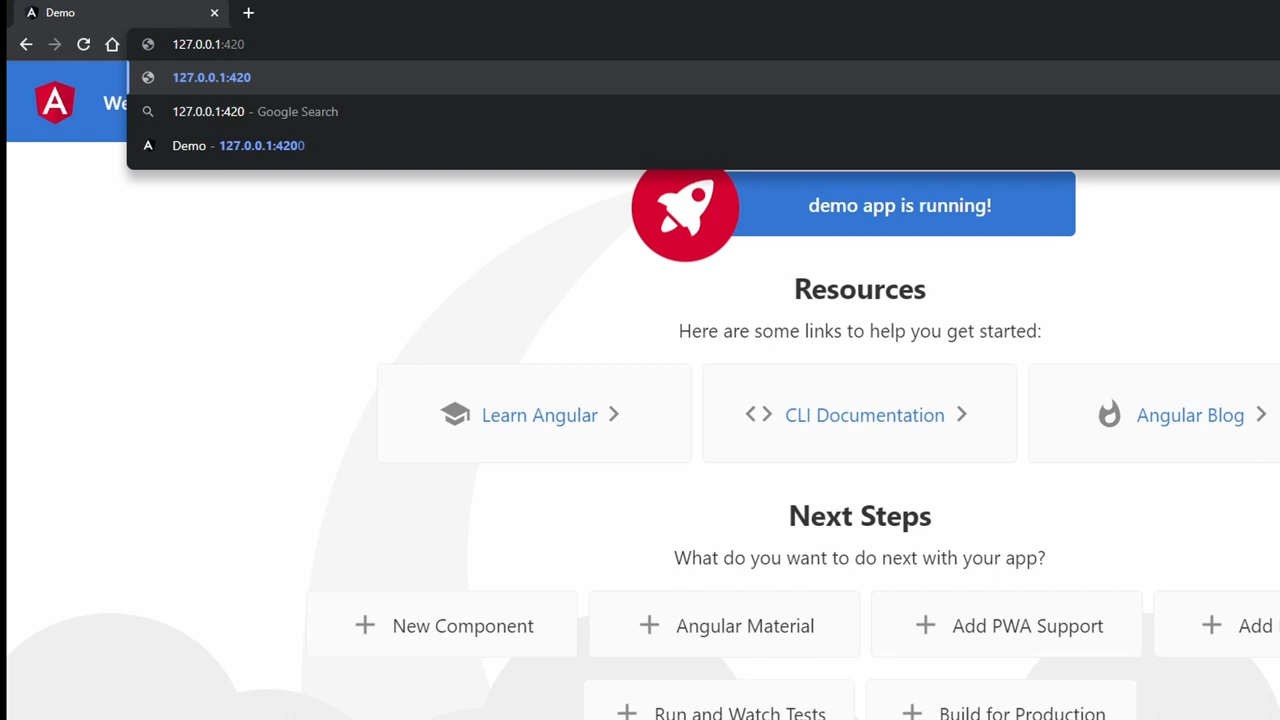 Demo
127.0.0.1:420
127.0.0.1:420
127.0.0.1:420 - Google Search
Demo - 127.0.0.1:4200
We
demo app is running!
Resources
Here are some links to help you get started:
Learn Angular
CLI Documentation
Angular Blog
Next Steps
What do you want to do next with your app?
New Component
Angular Material
Add PWA Support
Add
Run and Watch Tests
Build for Production